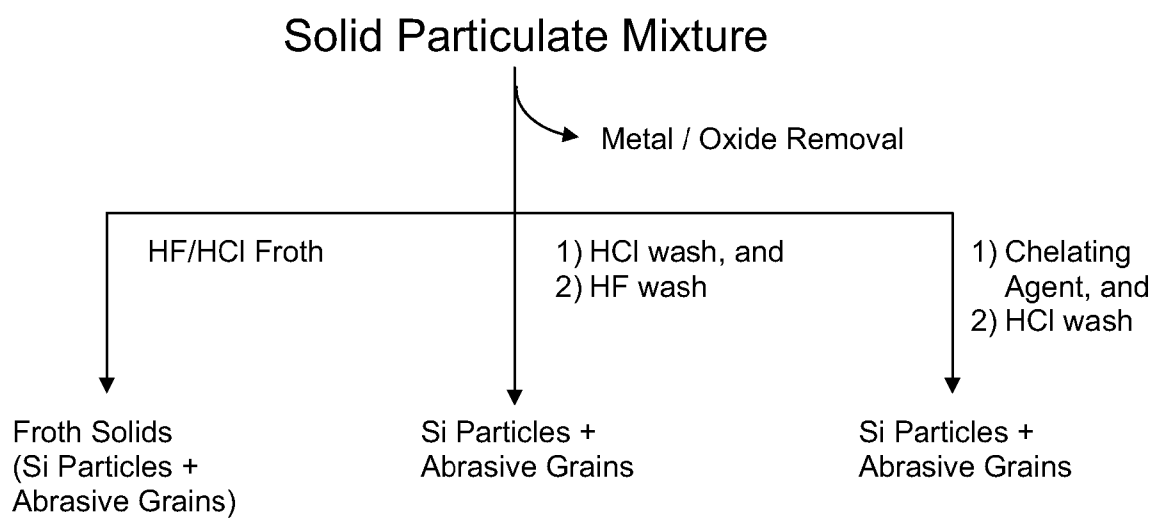 Solid Particulate Mixture
Metal / Oxide Removal
HF/HCl Froth
1) HCl wash, and
2) HF wash
1) Chelating
Agent, and
2) HCl wash
Froth Solids
(Si Particles +
Abrasive Grains)
Si Particles +
Abrasive Grains
Si Particles +
Abrasive Grains